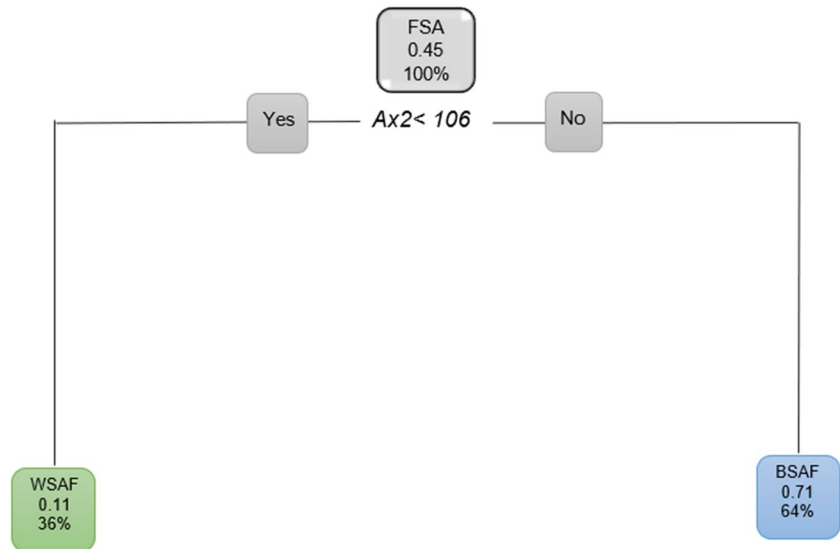 FSA
0.45
100%
Yes
Ax2< 106
No
WSAF
0.11
36%
BSAF
0.71
64%